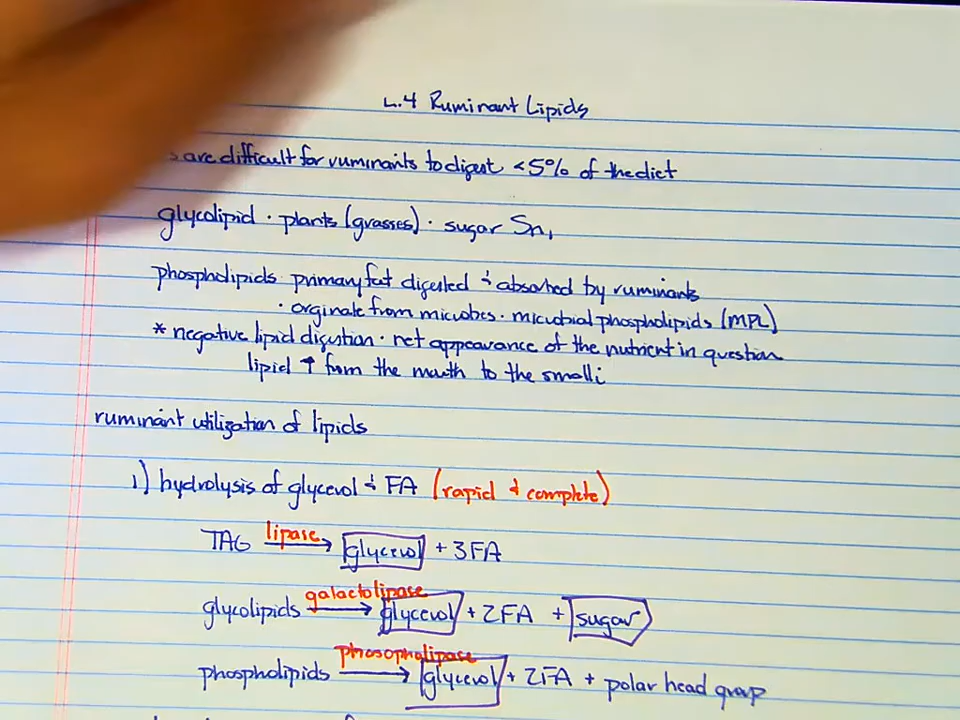 L.4 Ruminant Lipids
are difficult for ruminants to digest <5% of the diet
glycolipid · plants (grasses) · sugar Sn1
phospholipids · primary fat digested & absorbed by ruminants
· orginate from microbes · microbial phospholipids (MPL)
* negative lipid digestion · net appearance of the nutrient in question
lipid ↑ from the mouth to the small i
ruminant utilization of lipids
1) hydrolysis of glycerol & FA (rapid & complete)
TAG lipase → glycerol + 3FA
glycolipids galactolipase → glycerol + 2FA + sugar
phospholipids phosopholipase → glycerol + 2FA + polar head group